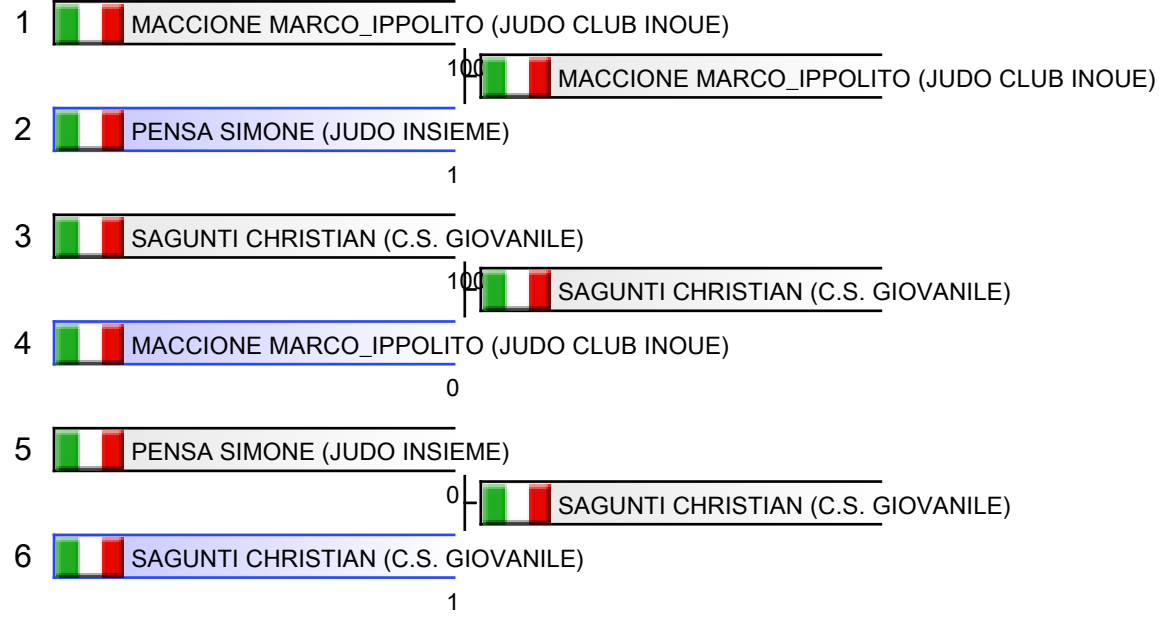 1 MACCIONE MARCO_IPPOLITO (JUDO CLUB INOUE)
100 MACCIONE MARCO_IPPOLITO (JUDO CLUB INOUE)
2 PENSA SIMONE (JUDO INSIEME)
1
3 SAGUNTI CHRISTIAN (C.S. GIOVANILE)
100 SAGUNTI CHRISTIAN (C.S. GIOVANILE)
4 MACCIONE MARCO_IPPOLITO (JUDO CLUB INOUE)
0
5 PENSA SIMONE (JUDO INSIEME)
0 SAGUNTI CHRISTIAN (C.S. GIOVANILE)
6 SAGUNTI CHRISTIAN (C.S. GIOVANILE)
1